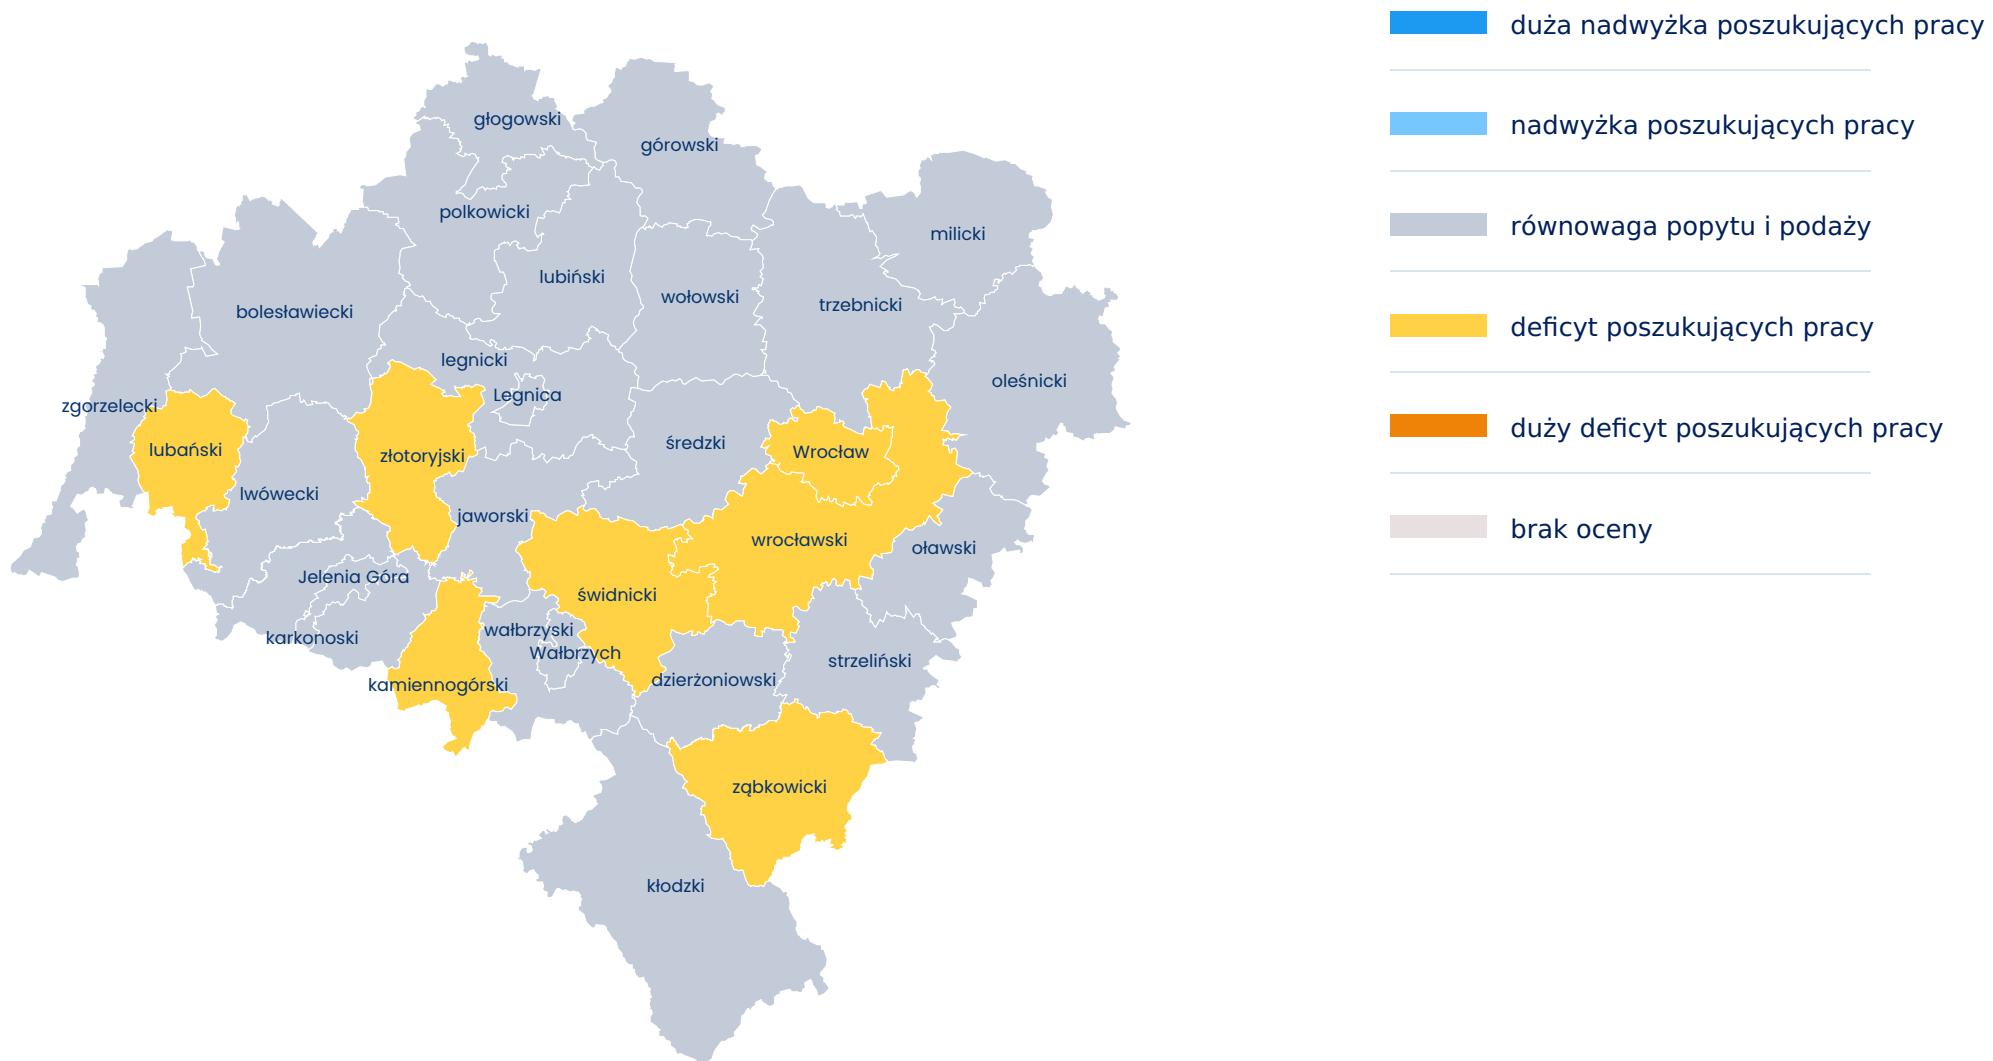 duża nadwyżka poszukujących pracy
nadwyżka poszukujących pracy
równowaga popytu i podaży
deficyt poszukujących pracy
duży deficyt poszukujących pracy
brak oceny
głogowski
górowski
polkowicki
milicki
lubiński
wołowski
trzebnicki
bolesławiecki
legnicki
oleśnicki
Legnica
zgorzelecki
średzki
lubański
Wrocław
złotoryjski
lwówecki
jaworski
wrocławski
oławski
Jelenia Góra
świdnicki
wałbrzyski
karkonoski
Wałbrzych
strzeliński
dzierżoniowski
kamiennogórski
ząbkowicki
kłodzki